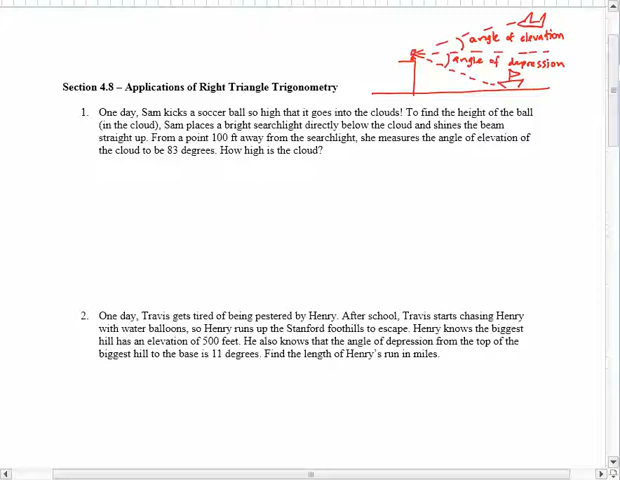 angle of elevation
angle of depression
Section 4.8 – Applications of Right Triangle Trigonometry
1. One day, Sam kicks a soccer ball so high that it goes into the clouds! To find the height of the ball
(in the cloud), Sam places a bright searchlight directly below the cloud and shines the beam
straight up. From a point 100 ft away from the searchlight, she measures the angle of elevation of
the cloud to be 83 degrees. How high is the cloud?
2. One day, Travis gets tired of being pestered by Henry. After school, Travis starts chasing Henry
with water balloons, so Henry runs up the Stanford foothills to escape. Henry knows the biggest
hill has an elevation of 500 feet. He also knows that the angle of depression from the top of the
biggest hill to the base is 11 degrees. Find the length of Henry's run in miles.